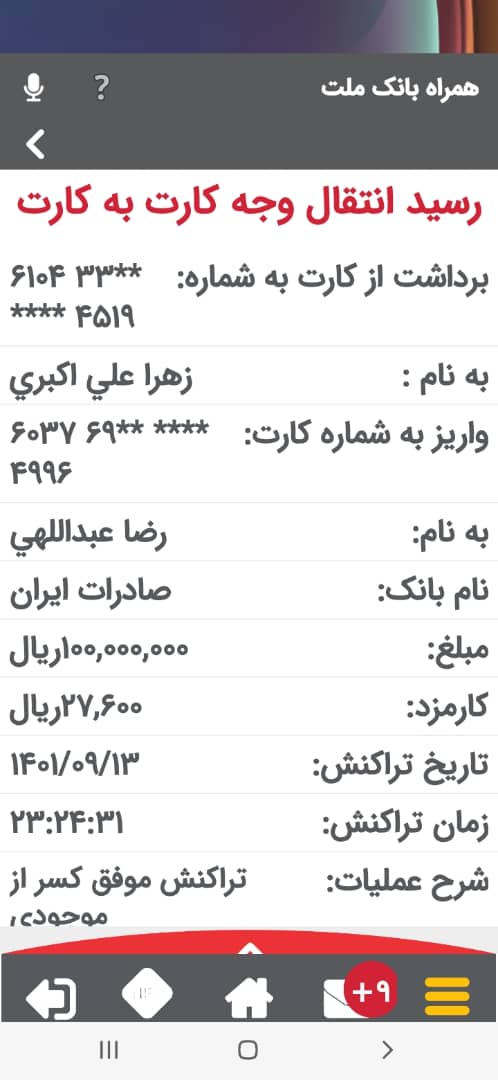 همراه بانک ملت
?
رسید انتقال وجه کارت به کارت
برداشت از کارت به شماره: ۶۱۰۴ ۳۳**
**** ۴۵۱۹
به نام : زهرا علي اكبري
واریز به شماره کارت: ۶۰۳۷ ۶۹** ****
۴۹۹۶
به نام: رضا عبداللهي
نام بانک: صادرات ایران
مبلغ: ۱۰۰,۰۰۰,۰۰۰ریال
کارمزد: ۲۷,۶۰۰ریال
تاریخ تراکنش: ۱۴۰۱/۰۹/۱۳
زمان تراکنش: ۲۳:۲۴:۳۱
شرح عملیات: تراکنش موفق کسر از
موجودی
+۹